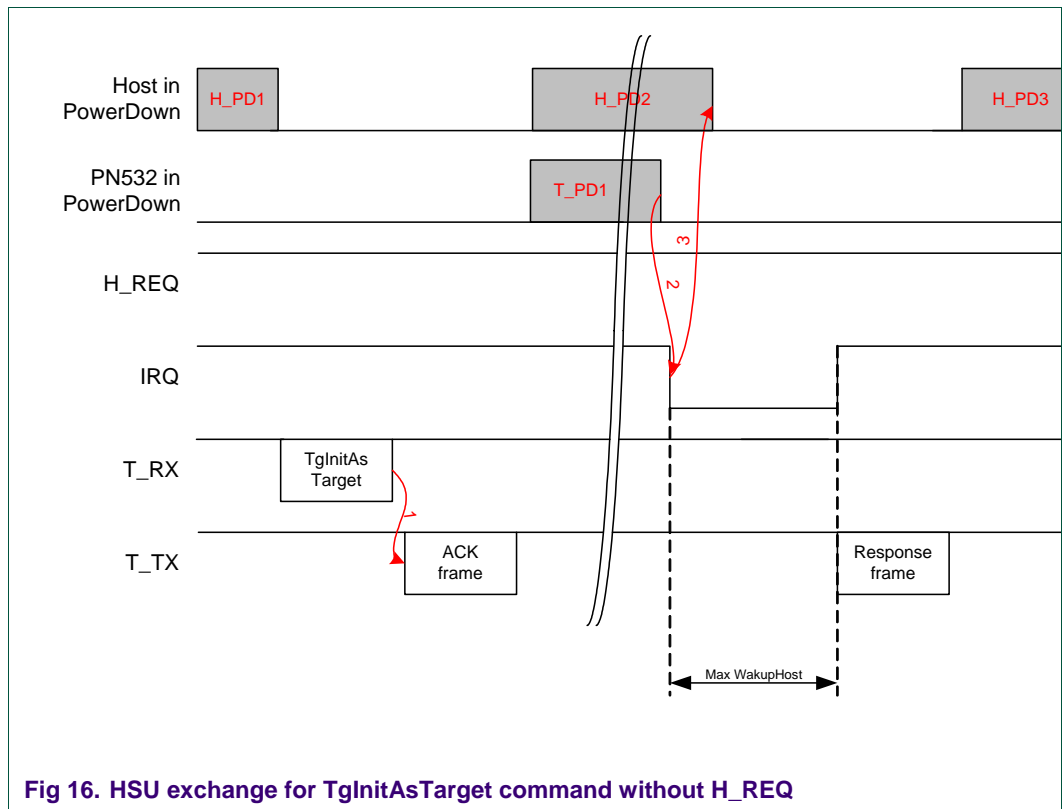 Host in
PowerDown
H_PD1
H_PD2
H_PD3
PN532 in
PowerDown
T_PD1
3
2
H_REQ
IRQ
T_RX
TgInitAs
Target
1
T_TX
ACK
frame
Response
frame
Max WakupHost
Fig 16. HSU exchange for TgInitAsTarget command without H_REQ